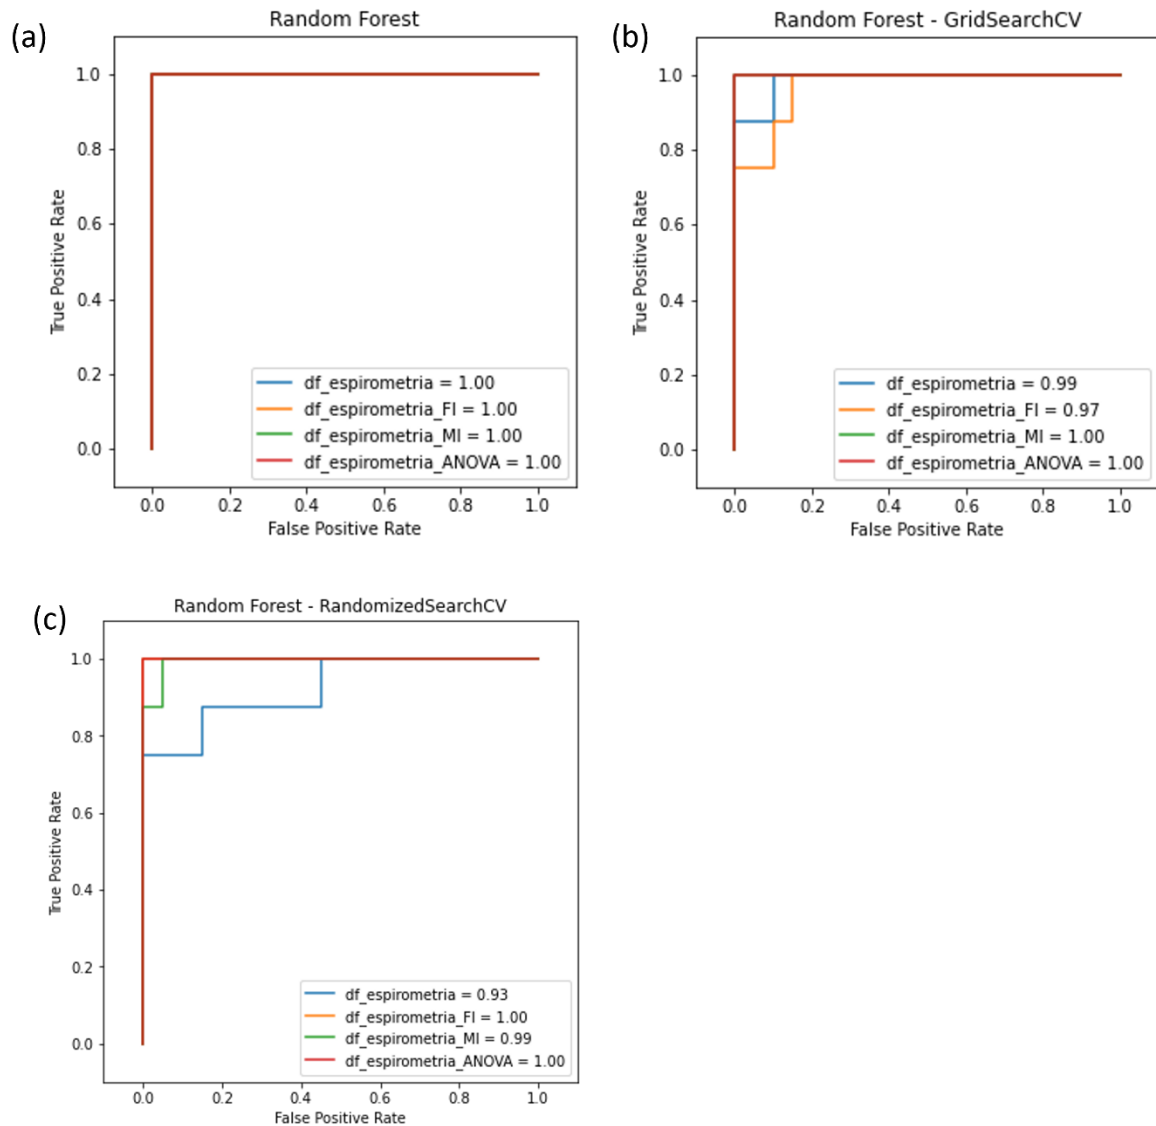 (a)
Random Forest
True Positive Rate
1.0
0.8
0.6
0.4
0.2
0.0
df_espirometria = 1.00
df_espirometria_FI = 1.00
df_espirometria_MI = 1.00
df_espirometria_ANOVA = 1.00
0.0 0.2 0.4 0.6 0.8 1.0
False Positive Rate
(b)
Random Forest - GridSearchCV
True Positive Rate
1.0
0.8
0.6
0.4
0.2
0.0
df_espirometria = 0.99
df_espirometria_FI = 0.97
df_espirometria_MI = 1.00
df_espirometria_ANOVA = 1.00
0.0 0.2 0.4 0.6 0.8 1.0
False Positive Rate
(c)
Random Forest - RandomizedSearchCV
True Positive Rate
1.0
0.8
0.6
0.4
0.2
0.0
df_espirometria = 0.93
df_espirometria_FI = 1.00
df_espirometria_MI = 0.99
df_espirometria_ANOVA = 1.00
0.0 0.2 0.4 0.6 0.8 1.0
False Positive Rate